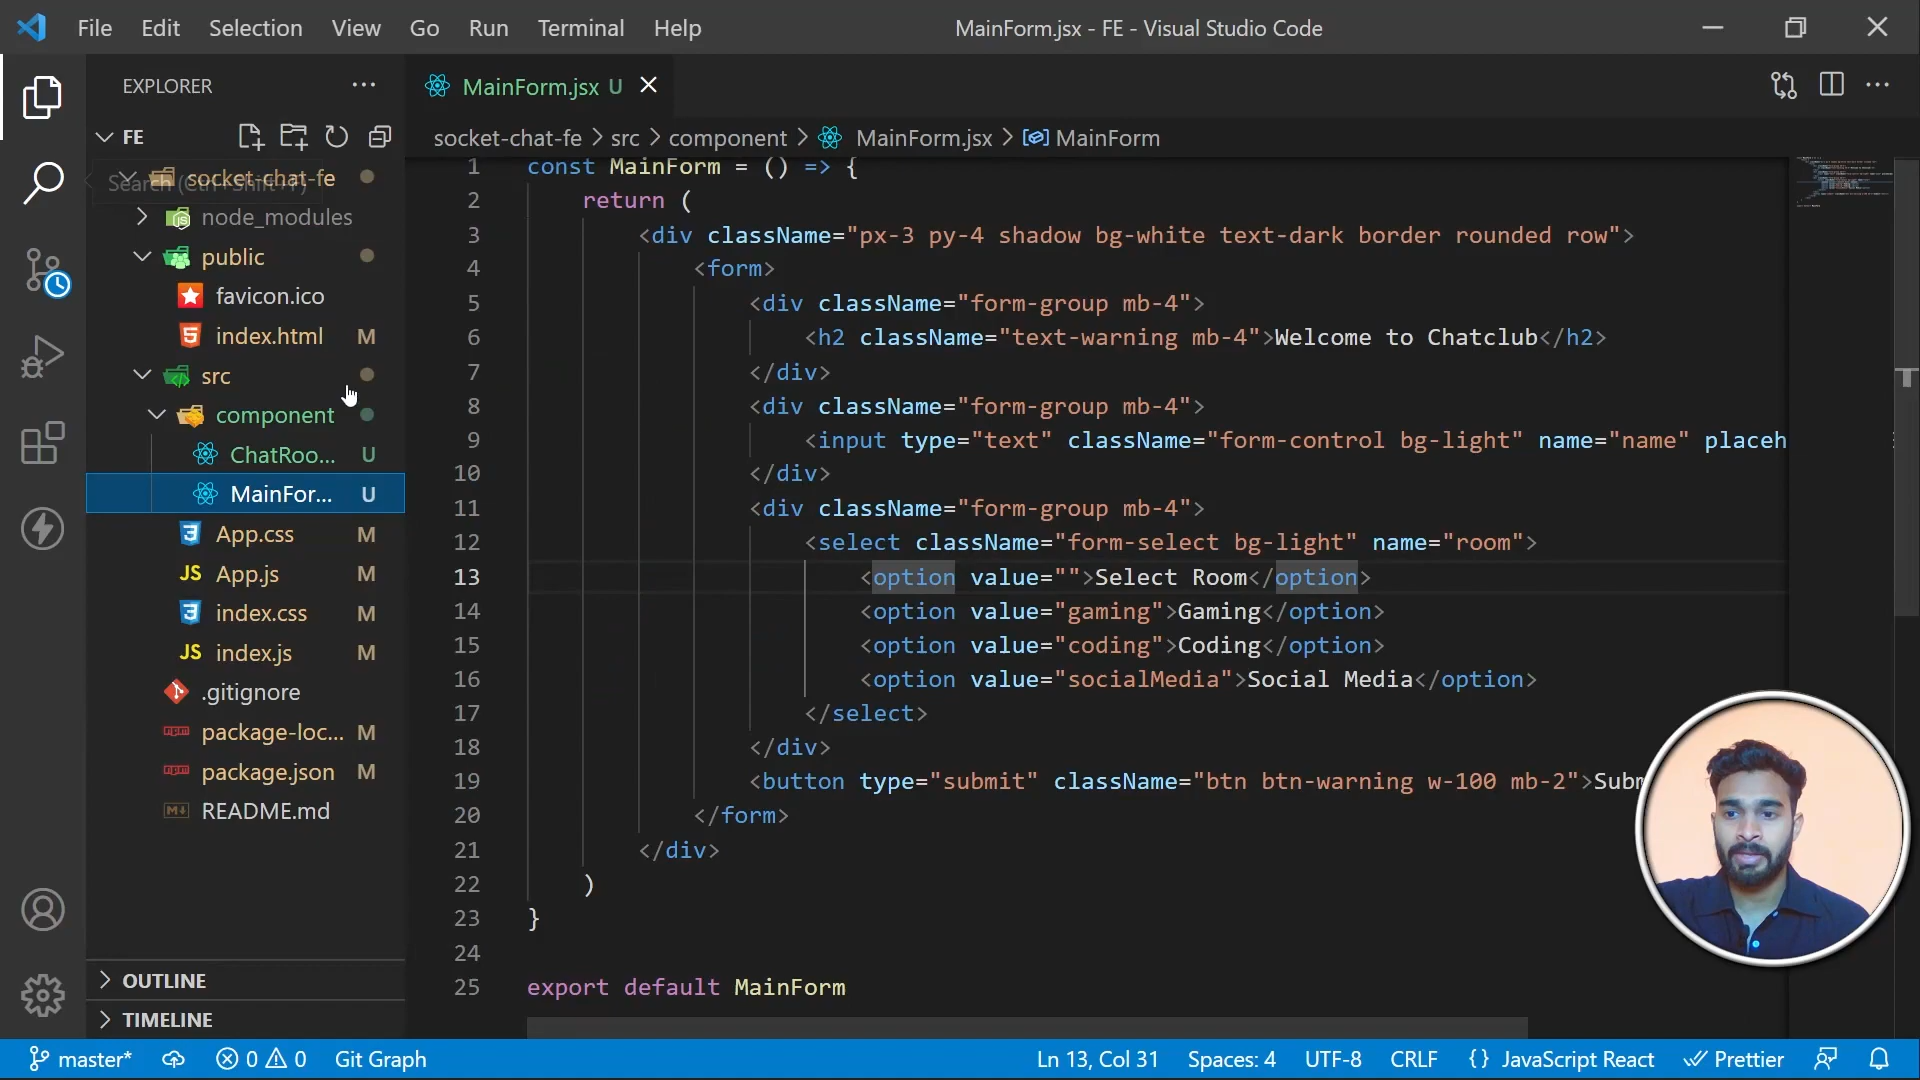 File Edit Selection View Go Run Terminal Help
MainForm.jsx - FE - Visual Studio Code
EXPLORER
FE
socket-chat-fe
node_modules
public
favicon.ico
index.html M
src
component
ChatRoo... U
MainFor... U
App.css M
JS App.js M
index.css M
JS index.js M
.gitignore
package-loc... M
package.json M
README.md
OUTLINE
TIMELINE
MainForm.jsx U
socket-chat-fe > src > component > MainForm.jsx > MainForm
1 const MainForm = () => {
2 return (
3 <div className="px-3 py-4 shadow bg-white text-dark border rounded row">
4 <form>
5 <div className="form-group mb-4">
6 <h2 className="text-warning mb-4">Welcome to Chatclub</h2>
7 </div>
8 <div className="form-group mb-4">
9 <input type="text" className="form-control bg-light" name="name" placeh
10 </div>
11 <div className="form-group mb-4">
12 <select className="form-select bg-light" name="room">
13 <option value="">Select Room</option>
14 <option value="gaming">Gaming</option>
15 <option value="coding">Coding</option>
16 <option value="socialMedia">Social Media</option>
17 </select>
18 </div>
19 <button type="submit" className="btn btn-warning w-100 mb-2">Subm
20 </form>
21 </div>
22 )
23 }
24
25 export default MainForm
master* 0 0 Git Graph
Ln 13, Col 31 Spaces: 4 UTF-8 CRLF {} JavaScript React Prettier